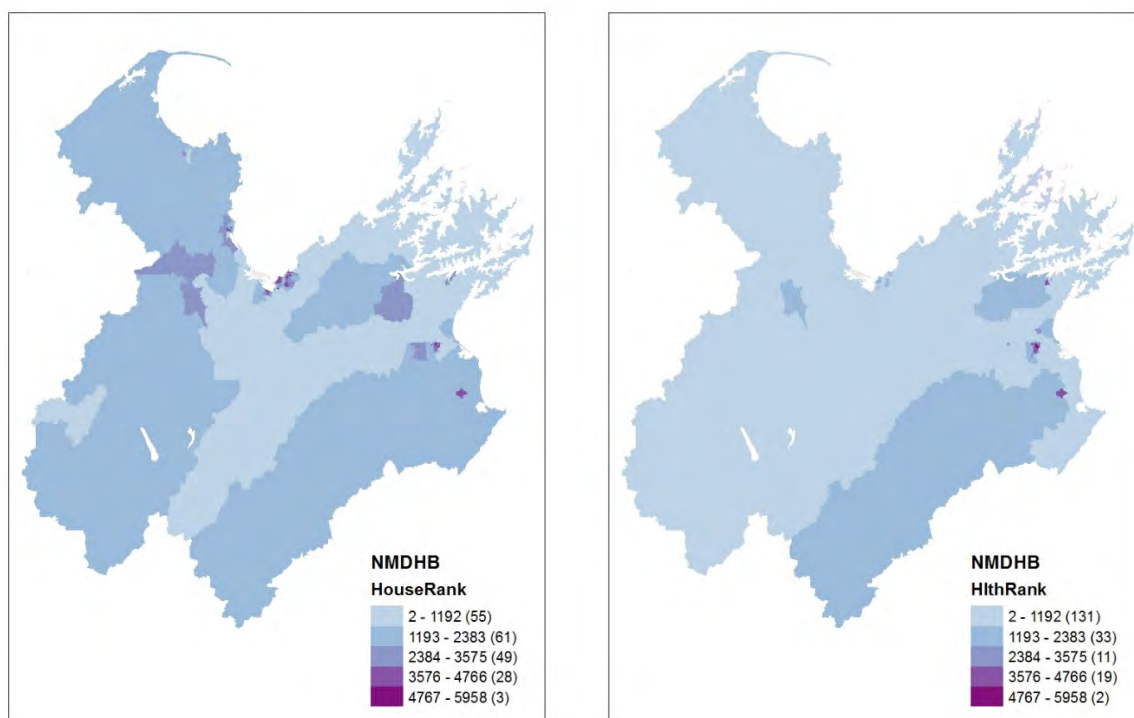 NMDHB
HouseRank
2 - 1192 (55)
1193 - 2383 (61)
2384 - 3575 (49)
3576 - 4766 (28)
4767 - 5958 (3)
NMDHB
HlthRank
2 - 1192 (131)
1193 - 2383 (33)
2384 - 3575 (11)
3576 - 4766 (19)
4767 - 5958 (2)